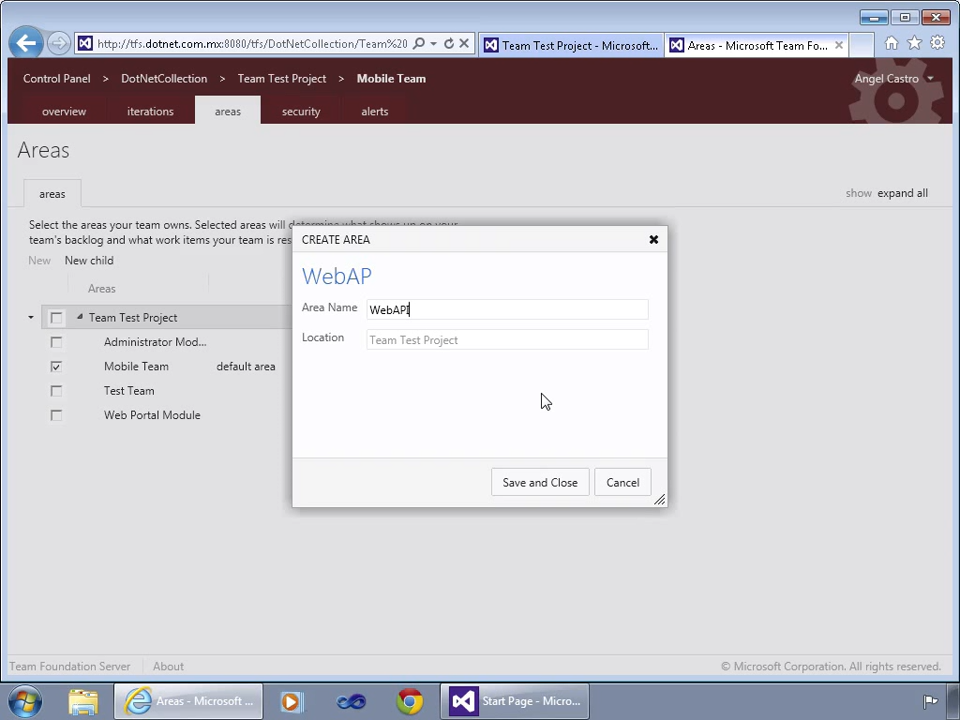 http://tfs.dotnet.com.mx:8080/tfs/DotNetCollection/Team%20
Team Test Project - Microsoft...
Areas - Microsoft Team Fo...
Control Panel > DotNetCollection > Team Test Project > Mobile Team
Angel Castro
overview iterations areas security alerts
Areas
areas
show expand all
Select the areas your team owns. Selected areas will determine what shows up on your
team's backlog and what work items your team is res
New New child
Areas
Team Test Project
Administrator Mod...
Mobile Team default area
Test Team
Web Portal Module
CREATE AREA
WebAP
Area Name WebAPI
Location Team Test Project
Save and Close Cancel
Team Foundation Server About
© Microsoft Corporation. All rights reserved.
Areas - Microsoft ...
Start Page - Micro...